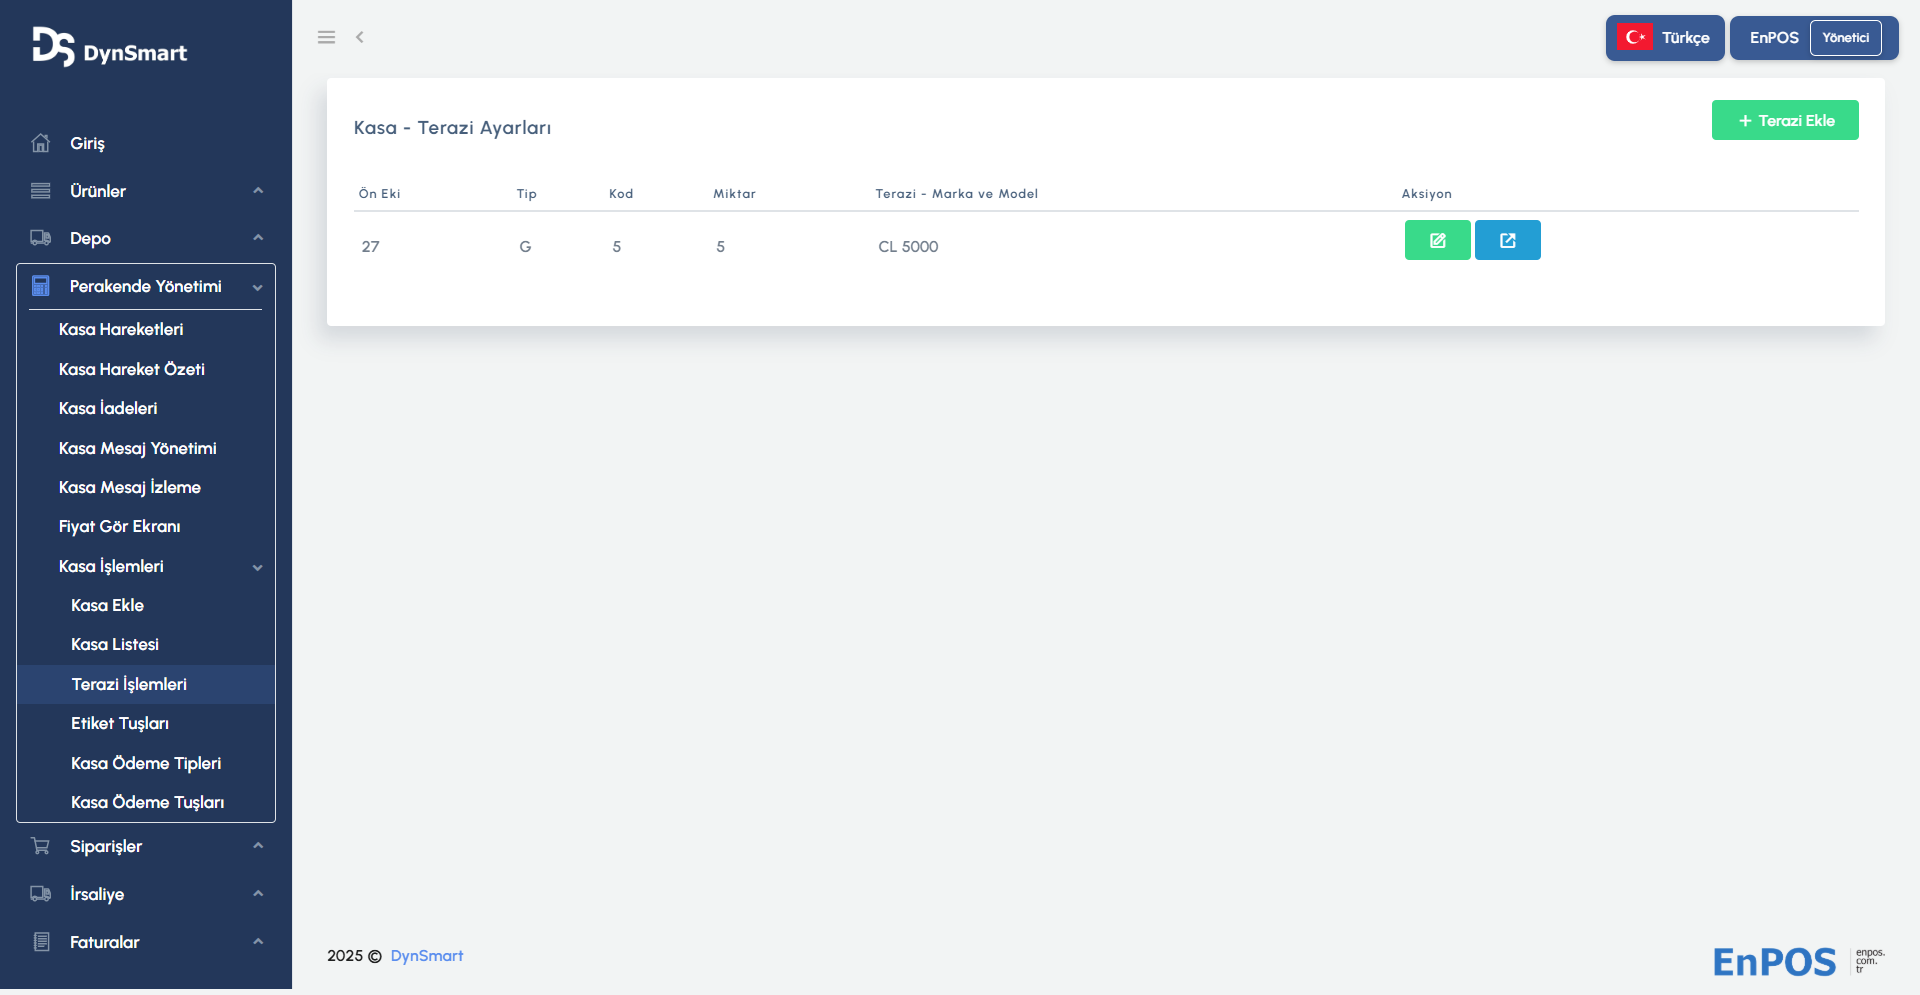 DS DynSmart
Giriş
Ürünler
Depo
Perakende Yönetimi
Kasa Hareketleri
Kasa Hareket Özeti
Kasa İadeleri
Kasa Mesaj Yönetimi
Kasa Mesaj İzleme
Fiyat Gör Ekranı
Kasa İşlemleri
Kasa Ekle
Kasa Listesi
Terazi İşlemleri
Etiket Tuşları
Kasa Ödeme Tipleri
Kasa Ödeme Tuşları
Siparişler
İrsaliye
Faturalar
Türkçe
EnPOS Yönetici
Kasa - Terazi Ayarları
+ Terazi Ekle
Ön Eki Tip Kod Miktar Terazi - Marka ve Model Aksiyon
27 G 5 5 CL 5000
2025 © DynSmart
EnPOS
enpos.
com.
tr